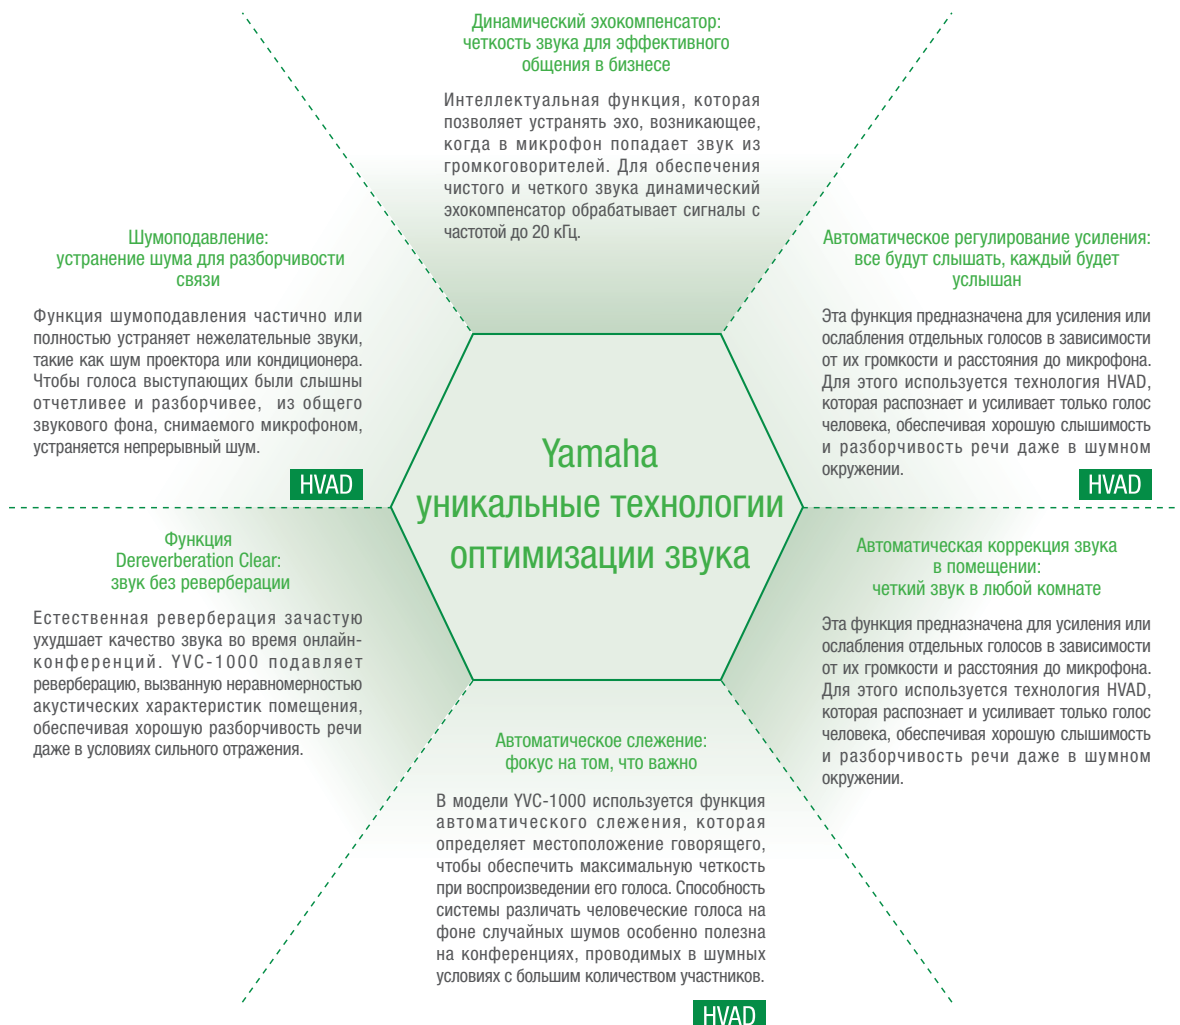 Динамический эхокомпенсатор:
четкость звука для эффективного
общения в бизнесе
Интеллектуальная функция, которая
позволяет устранять эхо, возникающее,
когда в микрофон попадает звук из
громкоговорителей. Для обеспечения
чистого и четкого звука динамический
эхокомпенсатор обрабатывает сигналы с
частотой до 20 кГц.
Шумоподавление:
устранение шума для разборчивости
связи
Функция шумоподавления частично или
полностью устраняет нежелательные звуки,
такие как шум проектора или кондиционера.
Чтобы голоса выступающих были слышны
отчетливее и разборчивее, из общего
звукового фона, снимаемого микрофоном,
устраняется непрерывный шум.
HVAD
Автоматическое регулирование усиления:
все будут слышать, каждый будет
услышан
Эта функция предназначена для усиления или
ослабления отдельных голосов в зависимости
от их громкости и расстояния до микрофона.
Для этого используется технология HVAD,
которая распознает и усиливает только голос
человека, обеспечивая хорошую слышимость
и разборчивость речи даже в шумном
окружении.
HVAD
Yamaha
уникальные технологии
оптимизации звука
Функция
Dereverberation Clear:
звук без реверберации
Естественная реверберация зачастую
ухудшает качество звука во время онлайн-
конференций. YVC-1000 подавляет
реверберацию, вызванную неравномерностью
акустических характеристик помещения,
обеспечивая хорошую разборчивость речи
даже в условиях сильного отражения.
Автоматическая коррекция звука
в помещении:
четкий звук в любой комнате
Эта функция предназначена для усиления или
ослабления отдельных голосов в зависимости
от их громкости и расстояния до микрофона.
Для этого используется технология HVAD,
которая распознает и усиливает только голос
человека, обеспечивая хорошую слышимость
и разборчивость речи даже в шумном
окружении.
Автоматическое слежение:
фокус на том, что важно
В модели YVC-1000 используется функция
автоматического слежения, которая
определяет местоположение говорящего,
чтобы обеспечить максимальную четкость
при воспроизведении его голоса. Способность
системы различать человеческие голоса на
фоне случайных шумов особенно полезна
на конференциях, проводимых в шумных
условиях с большим количеством участников.
HVAD